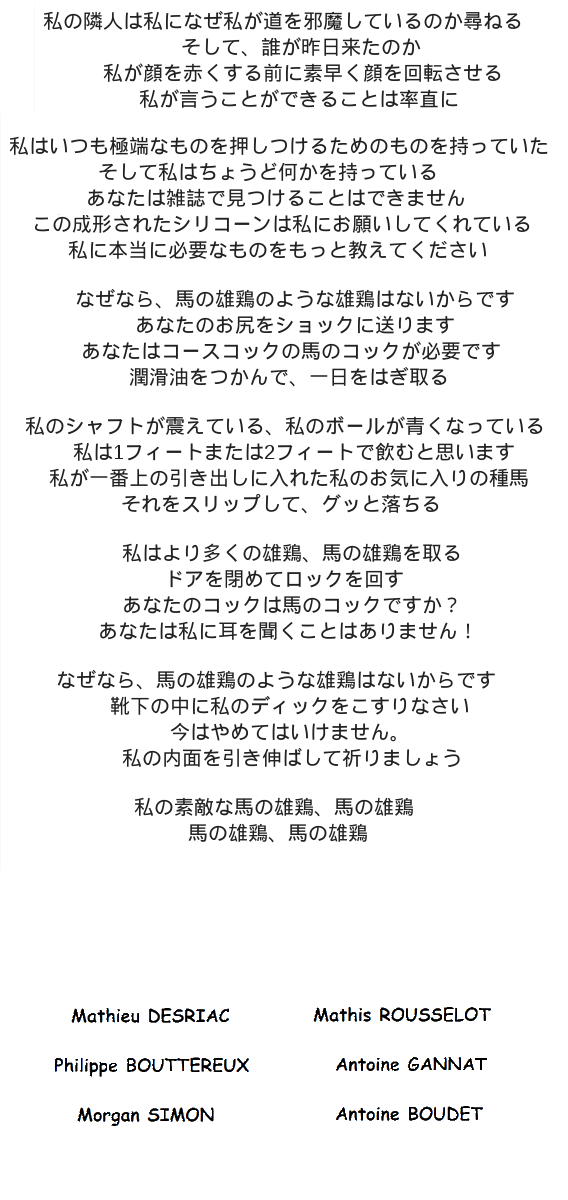 私の隣人は私になぜ私が道を邪魔しているのか尋ねる
そして、誰が昨日来たのか
私が顔を赤くする前に素早く顔を回転させる
私が言うことができることは率直に
私はいつも極端なものを押しつけるためのものを持っていた
そして私はちょうど何かを持っている
あなたは雑誌で見つけることはできません
この成形されたシリコーンは私にお願いしてくれている
私に本当に必要なものをもっと教えてください
なぜなら、馬の雄鶏のような雄鶏はないからです
あなたのお尻をショックに送ります
あなたはコースコックの馬のコックが必要です
潤滑油をつかんで、一日をはぎ取る
私のシャフトが震えている、私のボールが青くなっている
私は1フィートまたは2フィートで飲むと思います
私が一番上の引き出しに入れた私のお気に入りの種馬
それをスリップして、グッと落ちる
私はより多くの雄鶏、馬の雄鶏を取る
ドアを閉めてロックを回す
あなたのコックは馬のコックですか？
あなたは私に耳を聞くことはありません！
なぜなら、馬の雄鶏のような雄鶏はないからです
靴下の中に私のディックをこすりなさい
今はやめてはいけません。
私の内面を引き伸ばして祈りましょう
私の素敵な馬の雄鶏、馬の雄鶏
馬の雄鶏、馬の雄鶏
Mathieu DESRIAC Mathis ROUSSELOT
Philippe BOUTTEREUX Antoine GANNAT
Morgan SIMON Antoine BOUDET